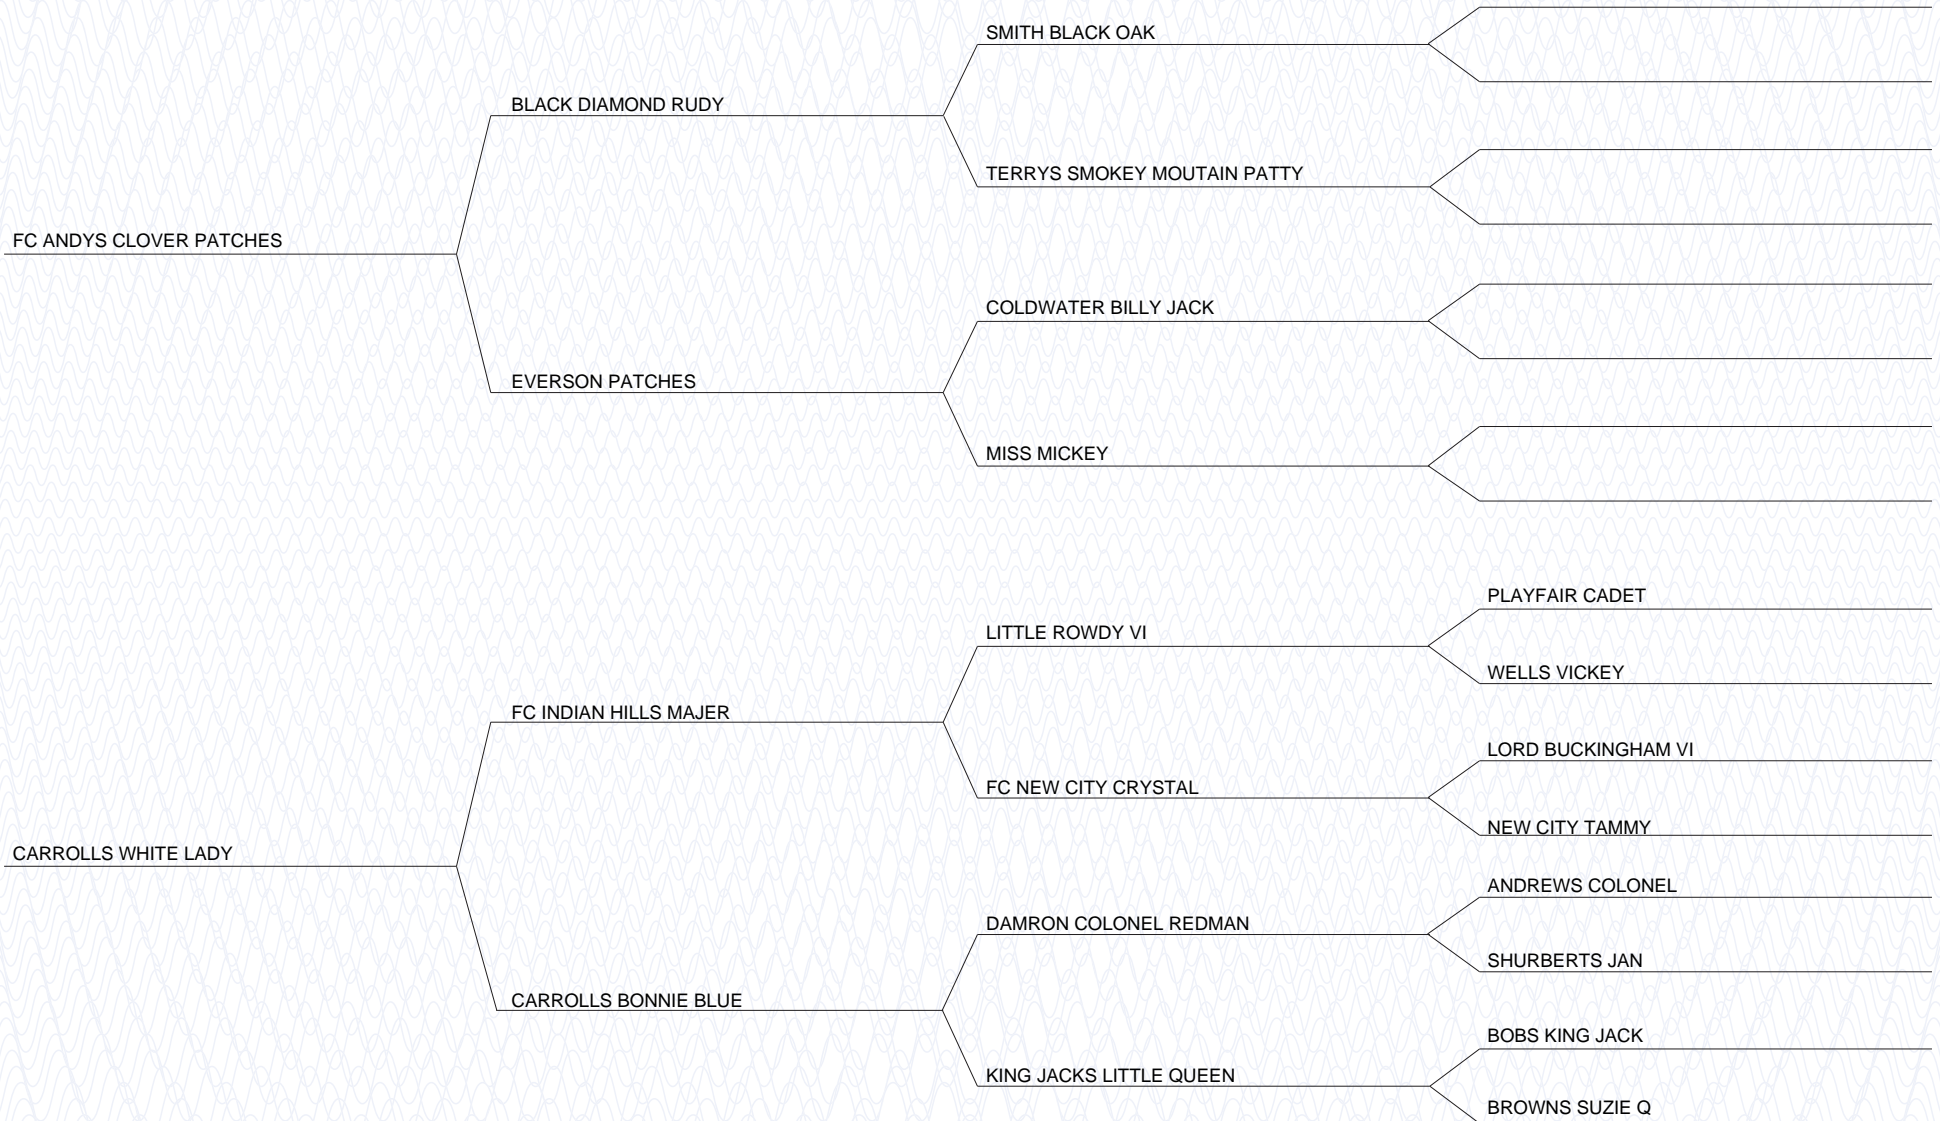 SMITH BLACK OAK
BLACK DIAMOND RUDY
TERRYS SMOKEY MOUTAIN PATTY
FC ANDYS CLOVER PATCHES
COLDWATER BILLY JACK
EVERSON PATCHES
MISS MICKEY
PLAYFAIR CADET
LITTLE ROWDY VI
WELLS VICKEY
FC INDIAN HILLS MAJER
LORD BUCKINGHAM VI
FC NEW CITY CRYSTAL
NEW CITY TAMMY
CARROLLS WHITE LADY
ANDREWS COLONEL
DAMRON COLONEL REDMAN
SHURBERTS JAN
CARROLLS BONNIE BLUE
BOBS KING JACK
KING JACKS LITTLE QUEEN
BROWNS SUZIE Q